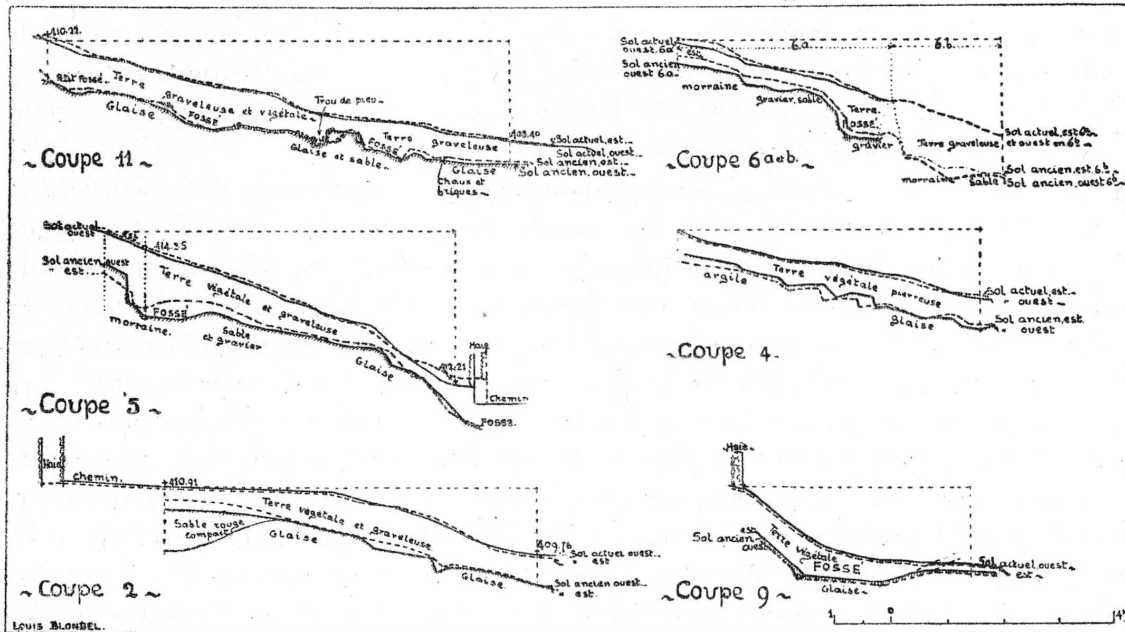 410.22.
Petit Fossé.
Terre
graveleuse et végétale
Glaise
FOSSÉ
Trou de pieu
Glaise et sable
FOSSÉ
Terre
graveleuse
Glaise
Chaux et
briques
Sol actuel, est.
Sol actuel, ouest.
Sol ancien, est.
Sol ancien, ouest.
~ Coupe 11 ~
Sol actuel
ouest 6a
est
Sol ancien
ouest 6a
6.a.
6.b.
morraine
gravier, sable
Terre.
FOSSÉ
gravier
Terre graveleuse
morraine
Sable
Sol actuel, est 6b
et ouest en 6b
Sol ancien, est. 6.b
Sol ancien, ouest 6b
~ Coupe 6 a et b. ~
Sol actuel
ouest
est
414.35
Sol ancien, ouest
est.
Terre végétale et graveleuse
FOSSÉ
morraine.
Sable
et gravier
Glaise
412.21
Haie
Chemin
FOSSÉ.
~ Coupe 5 ~
argile
Terre végétale pierreuse
glaise
Sol actuel, est.
" ouest
Sol ancien, est.
ouest
~ Coupe 4 ~
Haie
Chemin.
410.91
Terre végétale et graveleuse
Sable rouge
compact
Glaise
Glaise
409.76
Sol actuel ouest
" est
Sol ancien ouest
" est.
~ Coupe 2 ~
Haie
est
Sol ancien
ouest
Terre végétale
FOSSÉ
Glaise
Sol actuel, ouest
" est
~ Coupe 9 ~
1 0 4m
LOUIS BLONDEL.